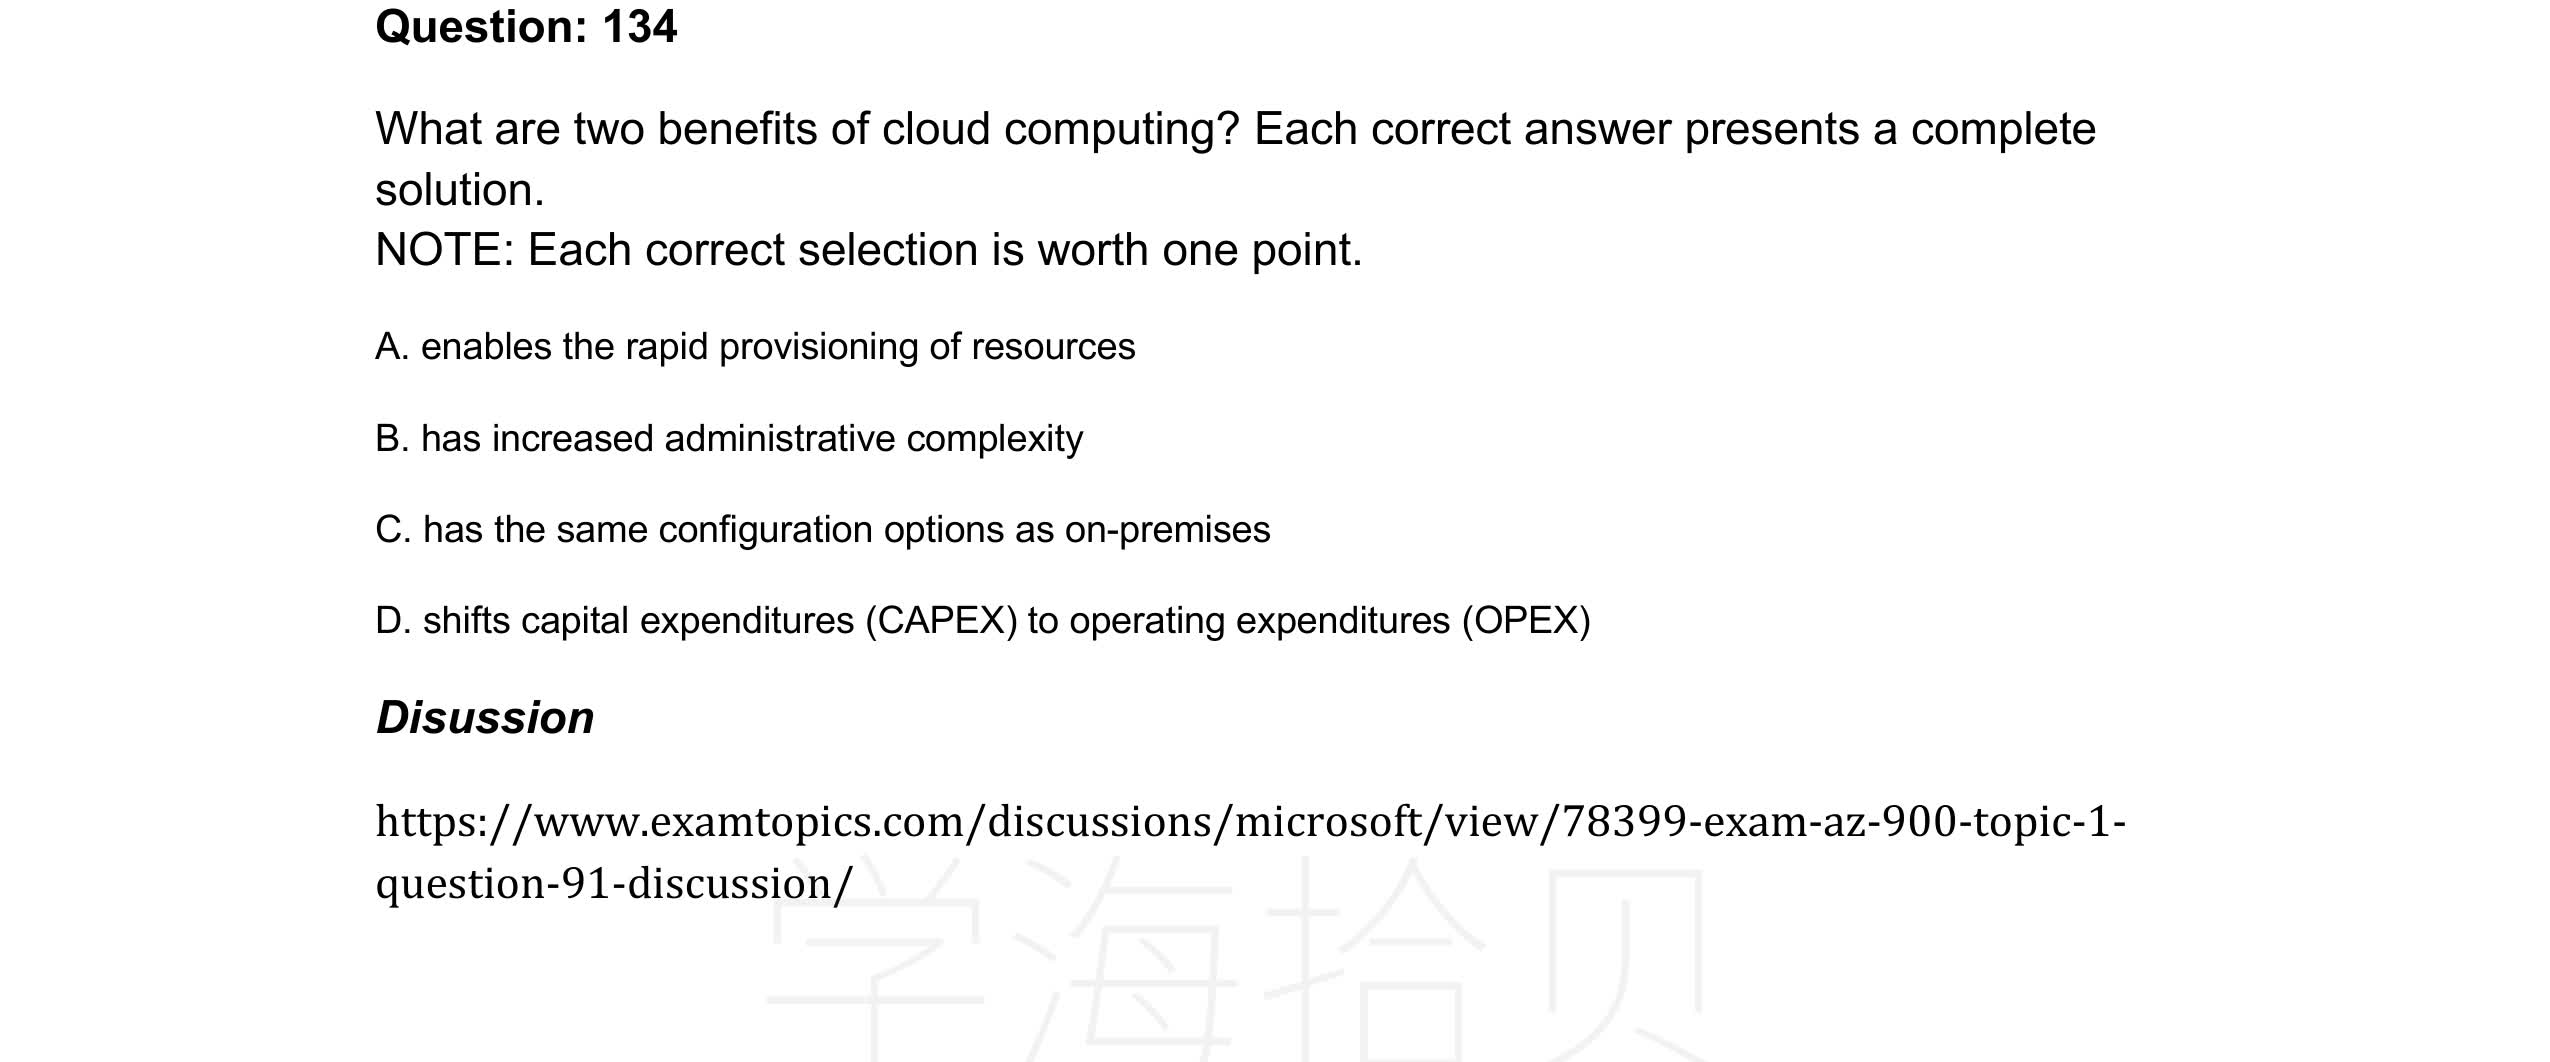 Question: 134
What are two benefits of cloud computing? Each correct answer presents a complete
solution.
NOTE: Each correct selection is worth one point.
A. enables the rapid provisioning of resources
B. has increased administrative complexity
C. has the same configuration options as on-premises
D. shifts capital expenditures (CAPEX) to operating expenditures (OPEX)
Disussion
https://www.examtopics.com/discussions/microsoft/view/78399-exam-az-900-topic-1-
question-91-discussion/
学海拾贝